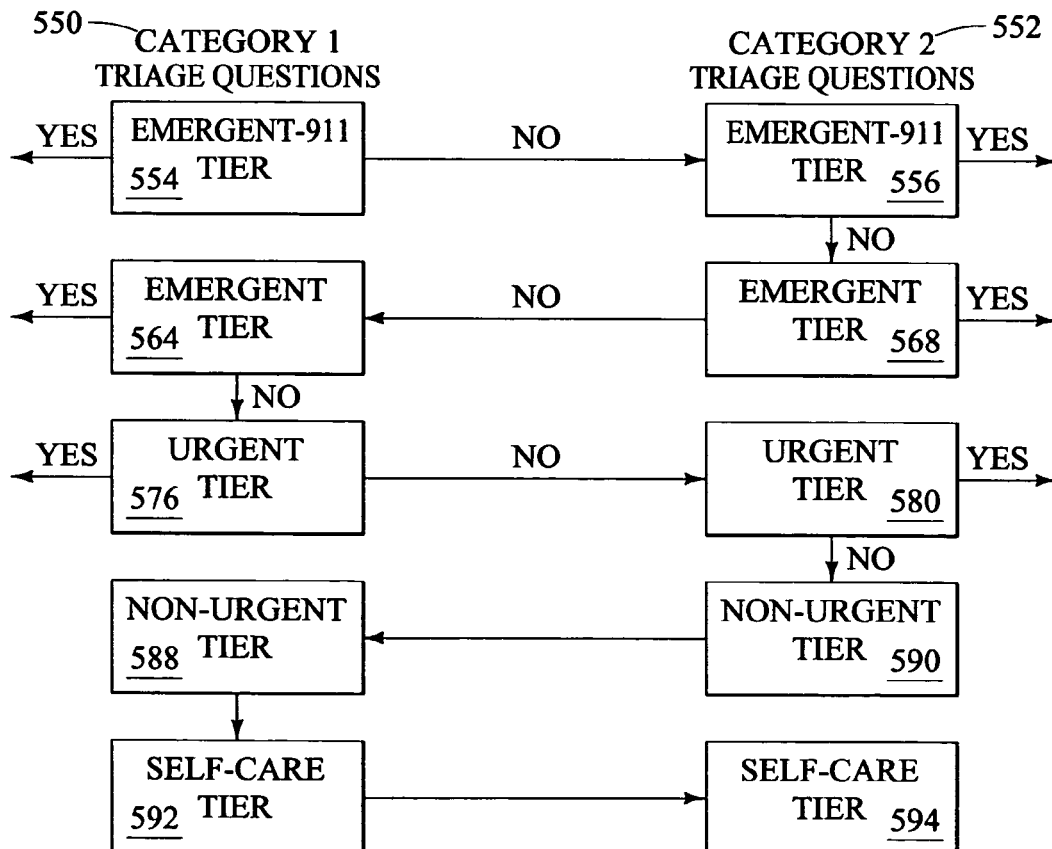 550
CATEGORY 1
TRIAGE QUESTIONS
552
CATEGORY 2
TRIAGE QUESTIONS
YES
EMERGENT-911
TIER
554
NO
EMERGENT-911
TIER
556
YES
NO
YES
EMERGENT
TIER
564
NO
EMERGENT
TIER
568
YES
NO
YES
URGENT
TIER
576
NO
URGENT
TIER
580
YES
NO
NON-URGENT
TIER
588
NON-URGENT
TIER
590
SELF-CARE
TIER
592
SELF-CARE
TIER
594